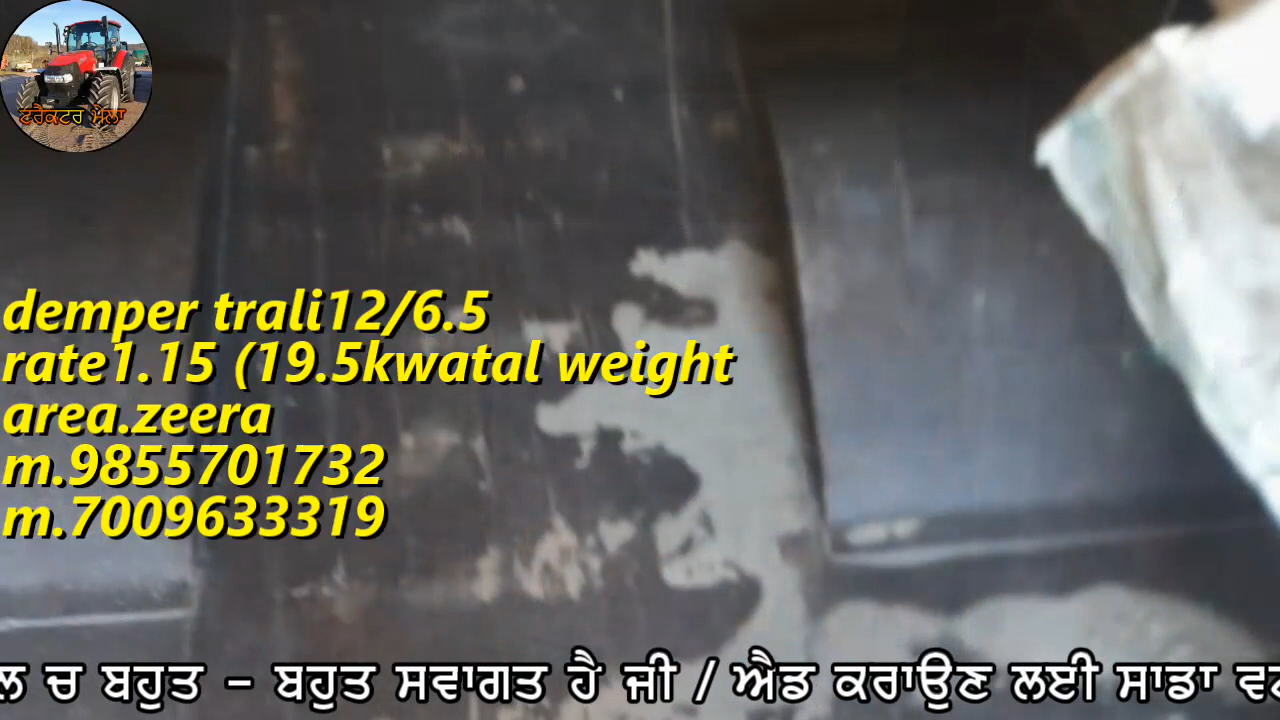 ਟਰੈਕਟਰ ਮੇਲਾ
demper trali12/6.5
rate1.15 (19.5kwatal weight
area.zeera
m.9855701732
m.7009633319
ਲ ਚ ਬਹੁਤ - ਬਹੁਤ ਸਵਾਗਤ ਹੈ ਜੀ / ਐਡ ਕਰਾਉਣ ਲਈ ਸਾਡਾ